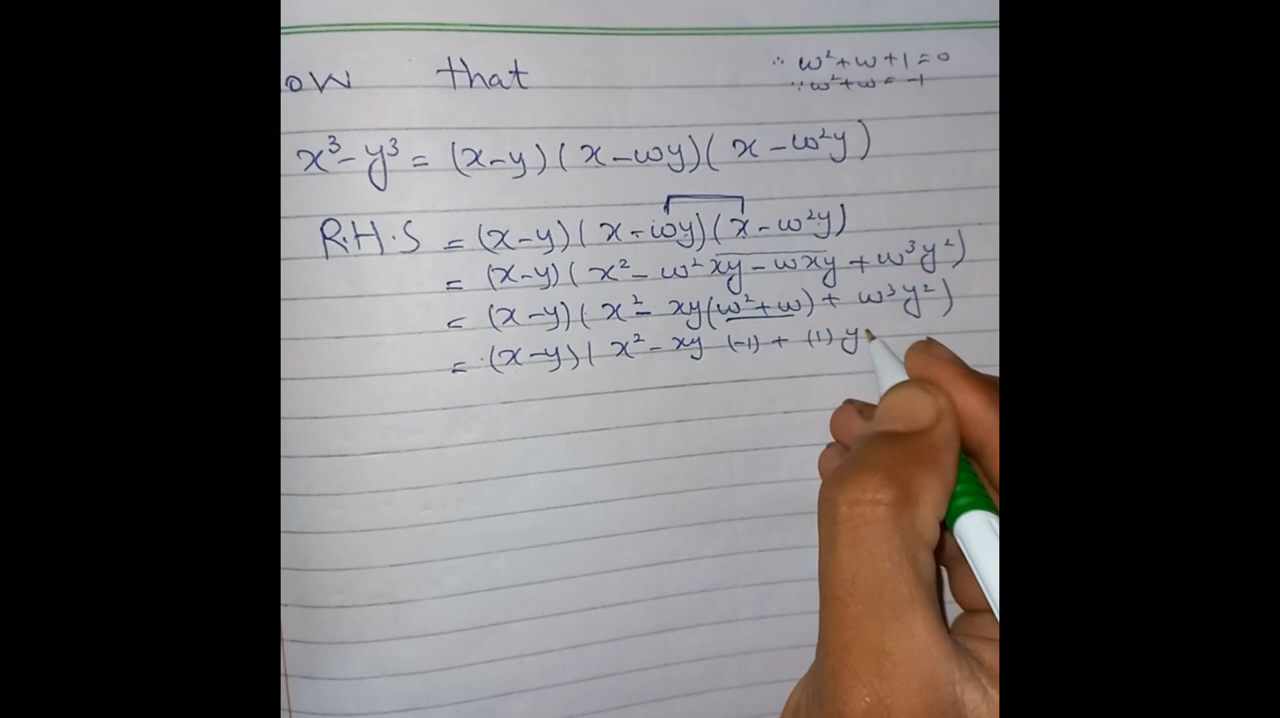 ow that
∴ ω²+ω+1=0
∵ ω²+ω=-1
x³-y³=(x-y)(x-ωy)(x-ω²y)
R.H.S =(x-y)(x-ωy)(x-ω²y)
=(x-y)(x²-ω²xy-ωxy+ω³y²)
=(x-y)(x²-xy(ω²+ω)+ω³y²)
=(x-y)(x²-xy(-1)+(1)y